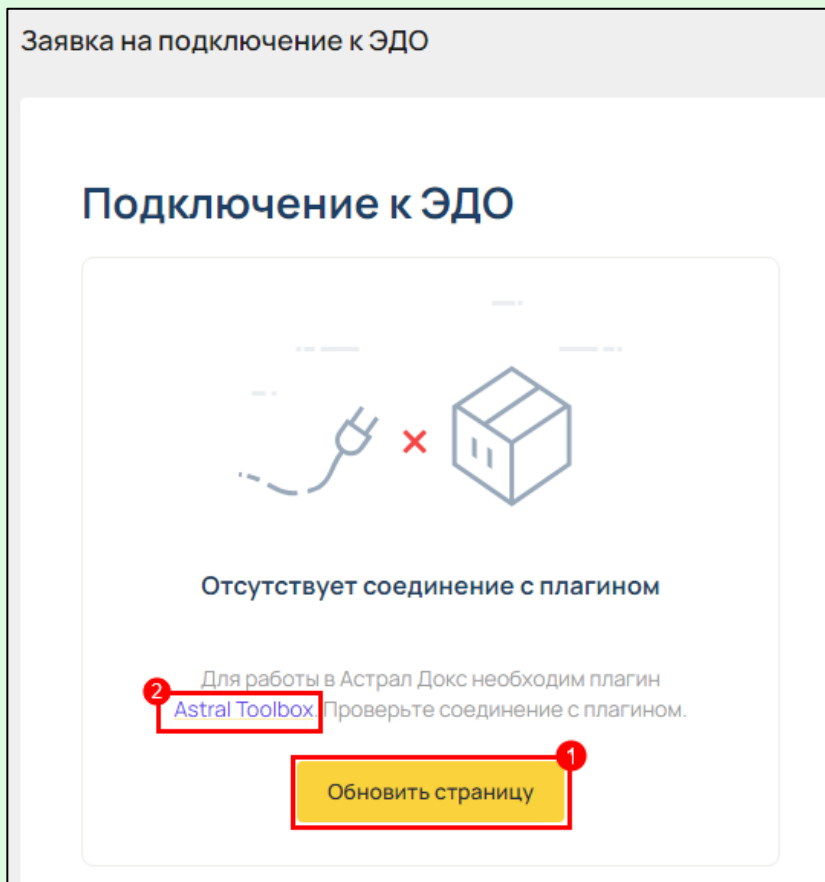 Заявка на подключение к ЭДО
Подключение к ЭДО
Отсутствует соединение с плагином
Для работы в Астрал Докс необходим плагин
2
Astral Toolbox. Проверьте соединение с плагином.
1
Обновить страницу